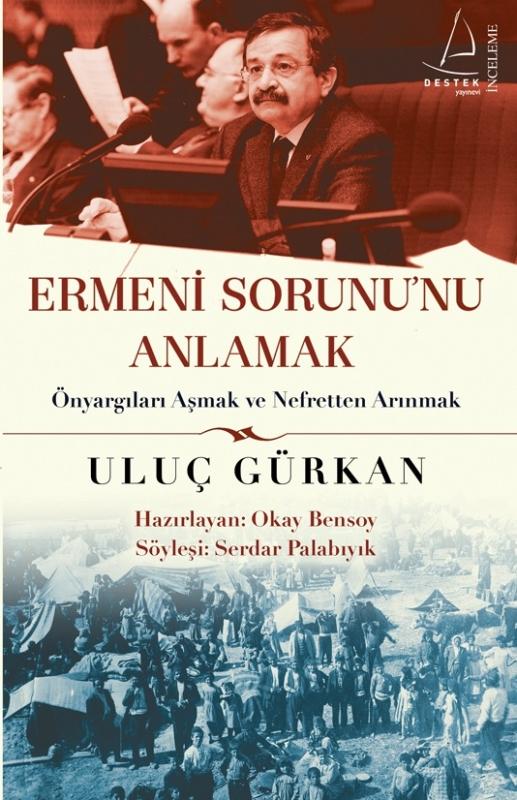 DESTEK
yayınevi
İNCELEME
ERMENİ SORUNU'NU
ANLAMAK
Önyargıları Aşmak ve Nefretten Arınmak
ULUÇ GÜRKAN
Hazırlayan: Okay Bensoy
Söyleşi: Serdar Palabıyık